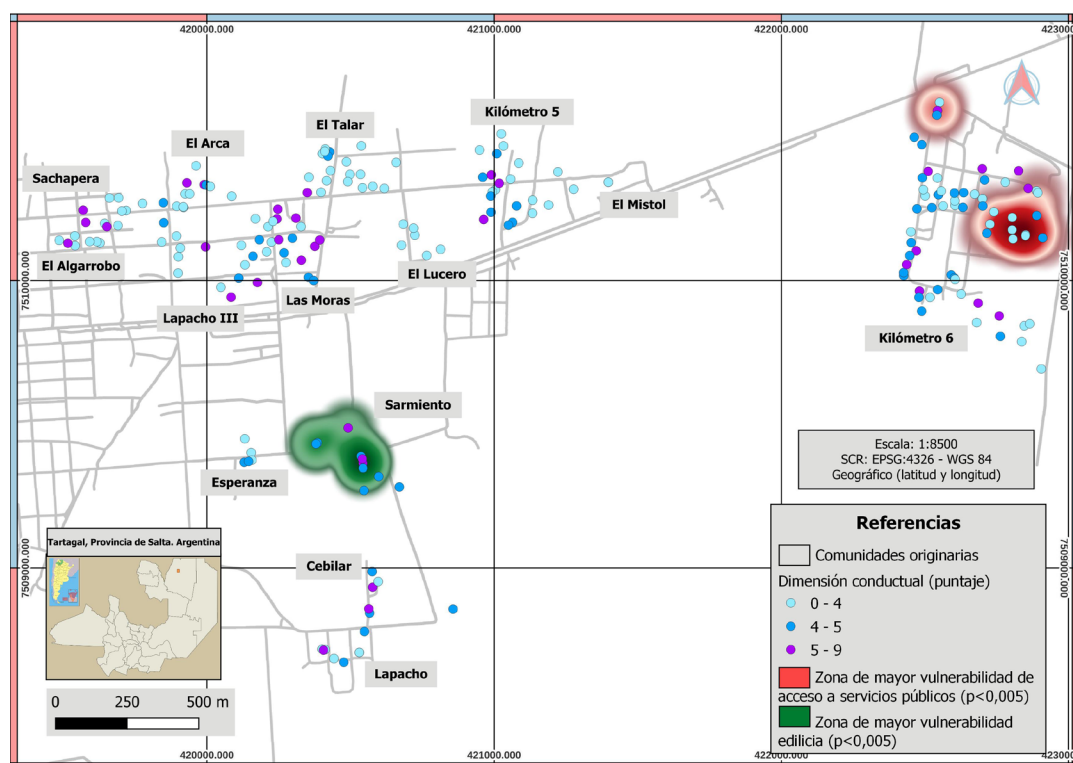 420000.000
421000.000
422000.000
423000
Kilómetro 5
El Talar
El Arca
Sachapera
El Mistol
El Algarrobo
El Lucero
7510000.000
7510000.000
Las Moras
Lapacho III
Kilómetro 6
Sarmiento
Escala: 1:8500
SCR: EPSG:4326 - WGS 84
Geográfico (latitud y longitud)
Esperanza
Referencias
Tartagal, Provincia de Salta. Argentina
Comunidades originarias
Cebilar
7509000.000
7509000.000
Dimensión conductual (puntaje)
0 - 4
4 - 5
5 - 9
Lapacho
Zona de mayor vulnerabilidad de
acceso a servicios públicos (p<0,005)
Zona de mayor vulnerabilidad
edilicia (p<0,005)
0
250
500 m
420000.000
421000.000
422000.000
423000